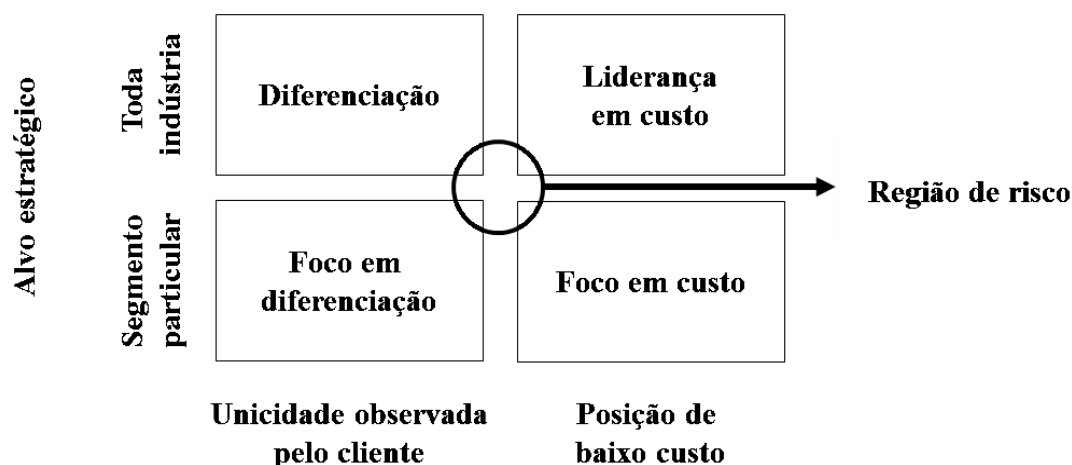 Alvo estratégico
Toda
indústria
Segmento
particular
Diferenciação
Liderança
em custo
Foco em
diferenciação
Foco em custo
Região de risco
Unicidade observada
pelo cliente
Posição de
baixo custo